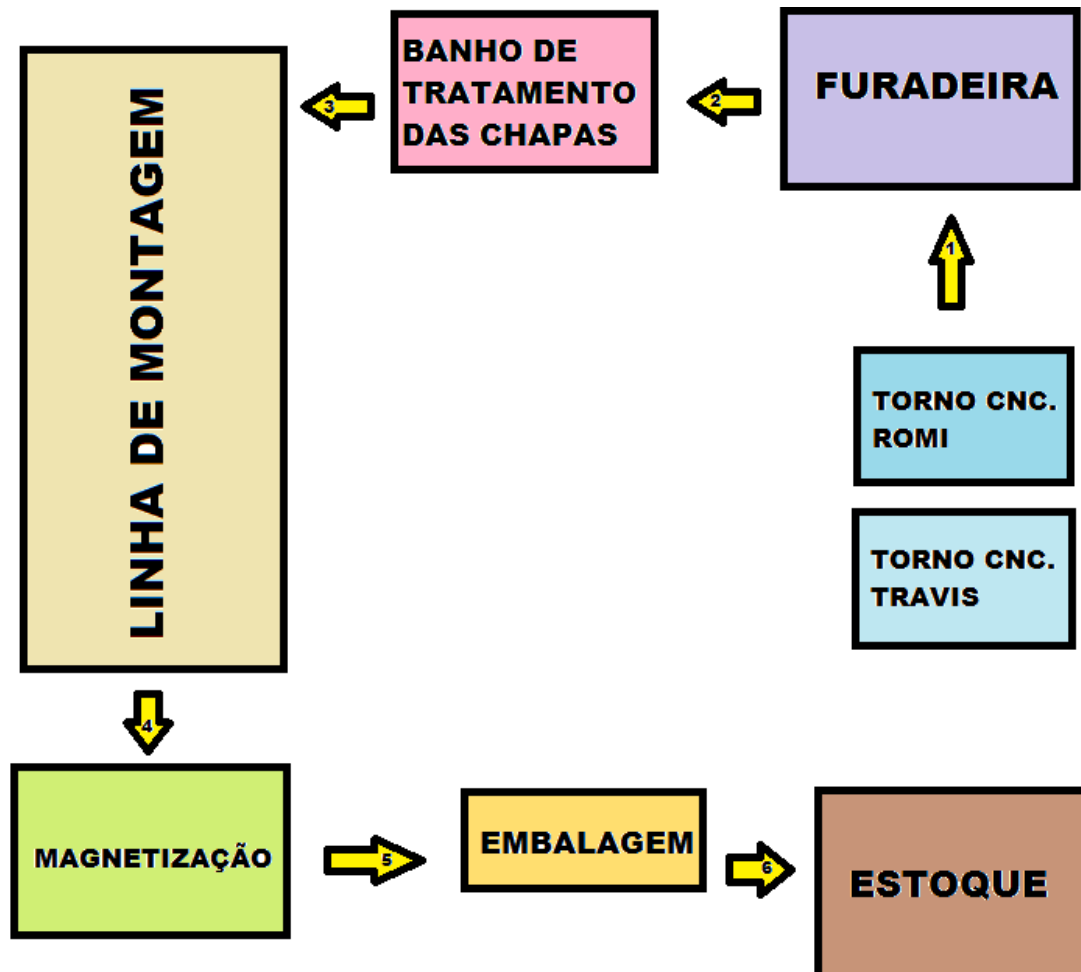 BANHO DE
TRATAMENTO
DAS CHAPAS
FURADEIRA
3
2
LINHA DE MONTAGEM
1
TORNO CNC.
ROMI
TORNO CNC.
TRAVIS
4
MAGNETIZAÇÃO
5
EMBALAGEM
6
ESTOQUE